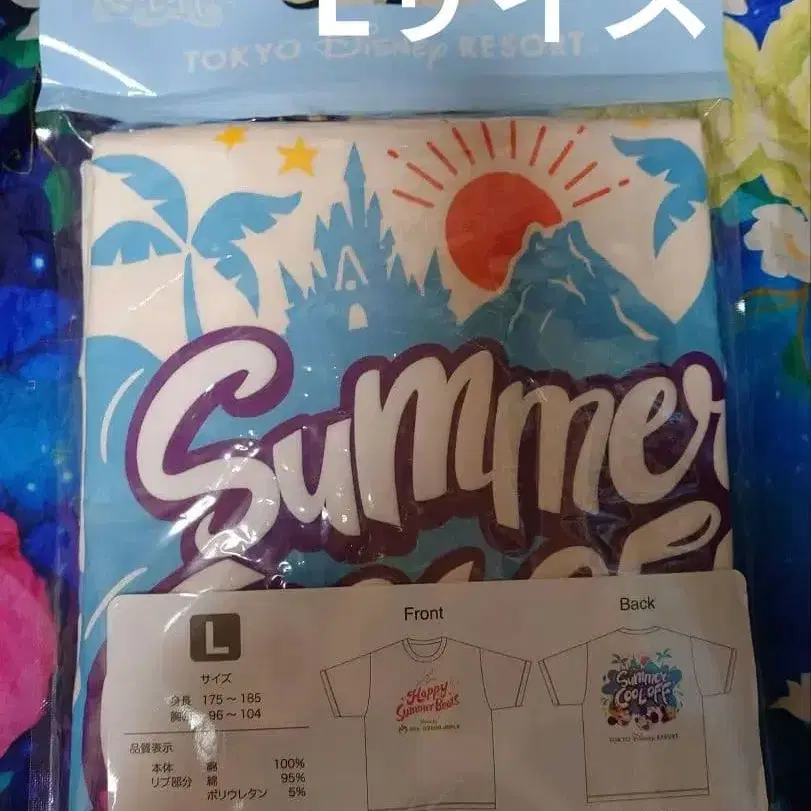 Lサイズ
TOKYO Disney RESORT
Summer
COOL OFF
L
サイズ
身長 175～185
胸囲 96～104
品質表示
本体 綿 100%
リブ部分 綿 95%
ポリウレタン 5%
Front
Happy
Summer Beats
Back
Summer
COOL OFF
TOKYO Disney RESORT